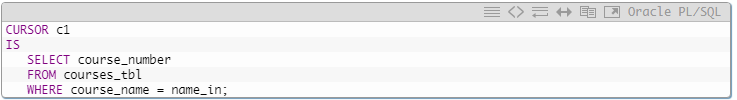 Oracle PL/SQL
CURSOR c1
IS
   SELECT course_number
   FROM courses_tbl
   WHERE course_name = name_in;